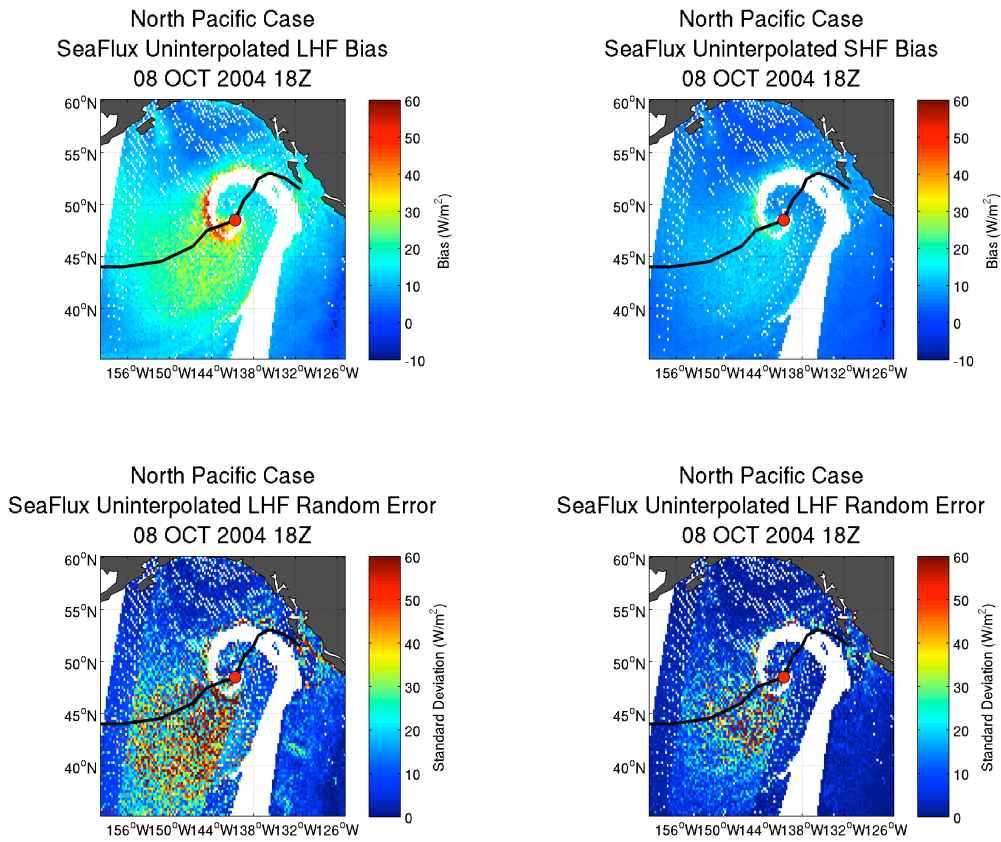 North Pacific Case
SeaFlux Uninterpolated LHF Bias
08 OCT 2004 18Z
60°N
55°N
50°N
45°N
40°N
156°W150°W144°W138°W132°W126°W
60
50
40
30
20
10
0
-10
Bias (W/m²)
North Pacific Case
SeaFlux Uninterpolated SHF Bias
08 OCT 2004 18Z
60°N
55°N
50°N
45°N
40°N
156°W150°W144°W138°W132°W126°W
60
50
40
30
20
10
0
-10
Bias (W/m²)
North Pacific Case
SeaFlux Uninterpolated LHF Random Error
08 OCT 2004 18Z
60°N
55°N
50°N
45°N
40°N
156°W150°W144°W138°W132°W126°W
60
50
40
30
20
10
0
Standard Deviation (W/m²)
North Pacific Case
SeaFlux Uninterpolated LHF Random Error
08 OCT 2004 18Z
60°N
55°N
50°N
45°N
40°N
156°W150°W144°W138°W132°W126°W
60
50
40
30
20
10
0
Standard Deviation (W/m²)